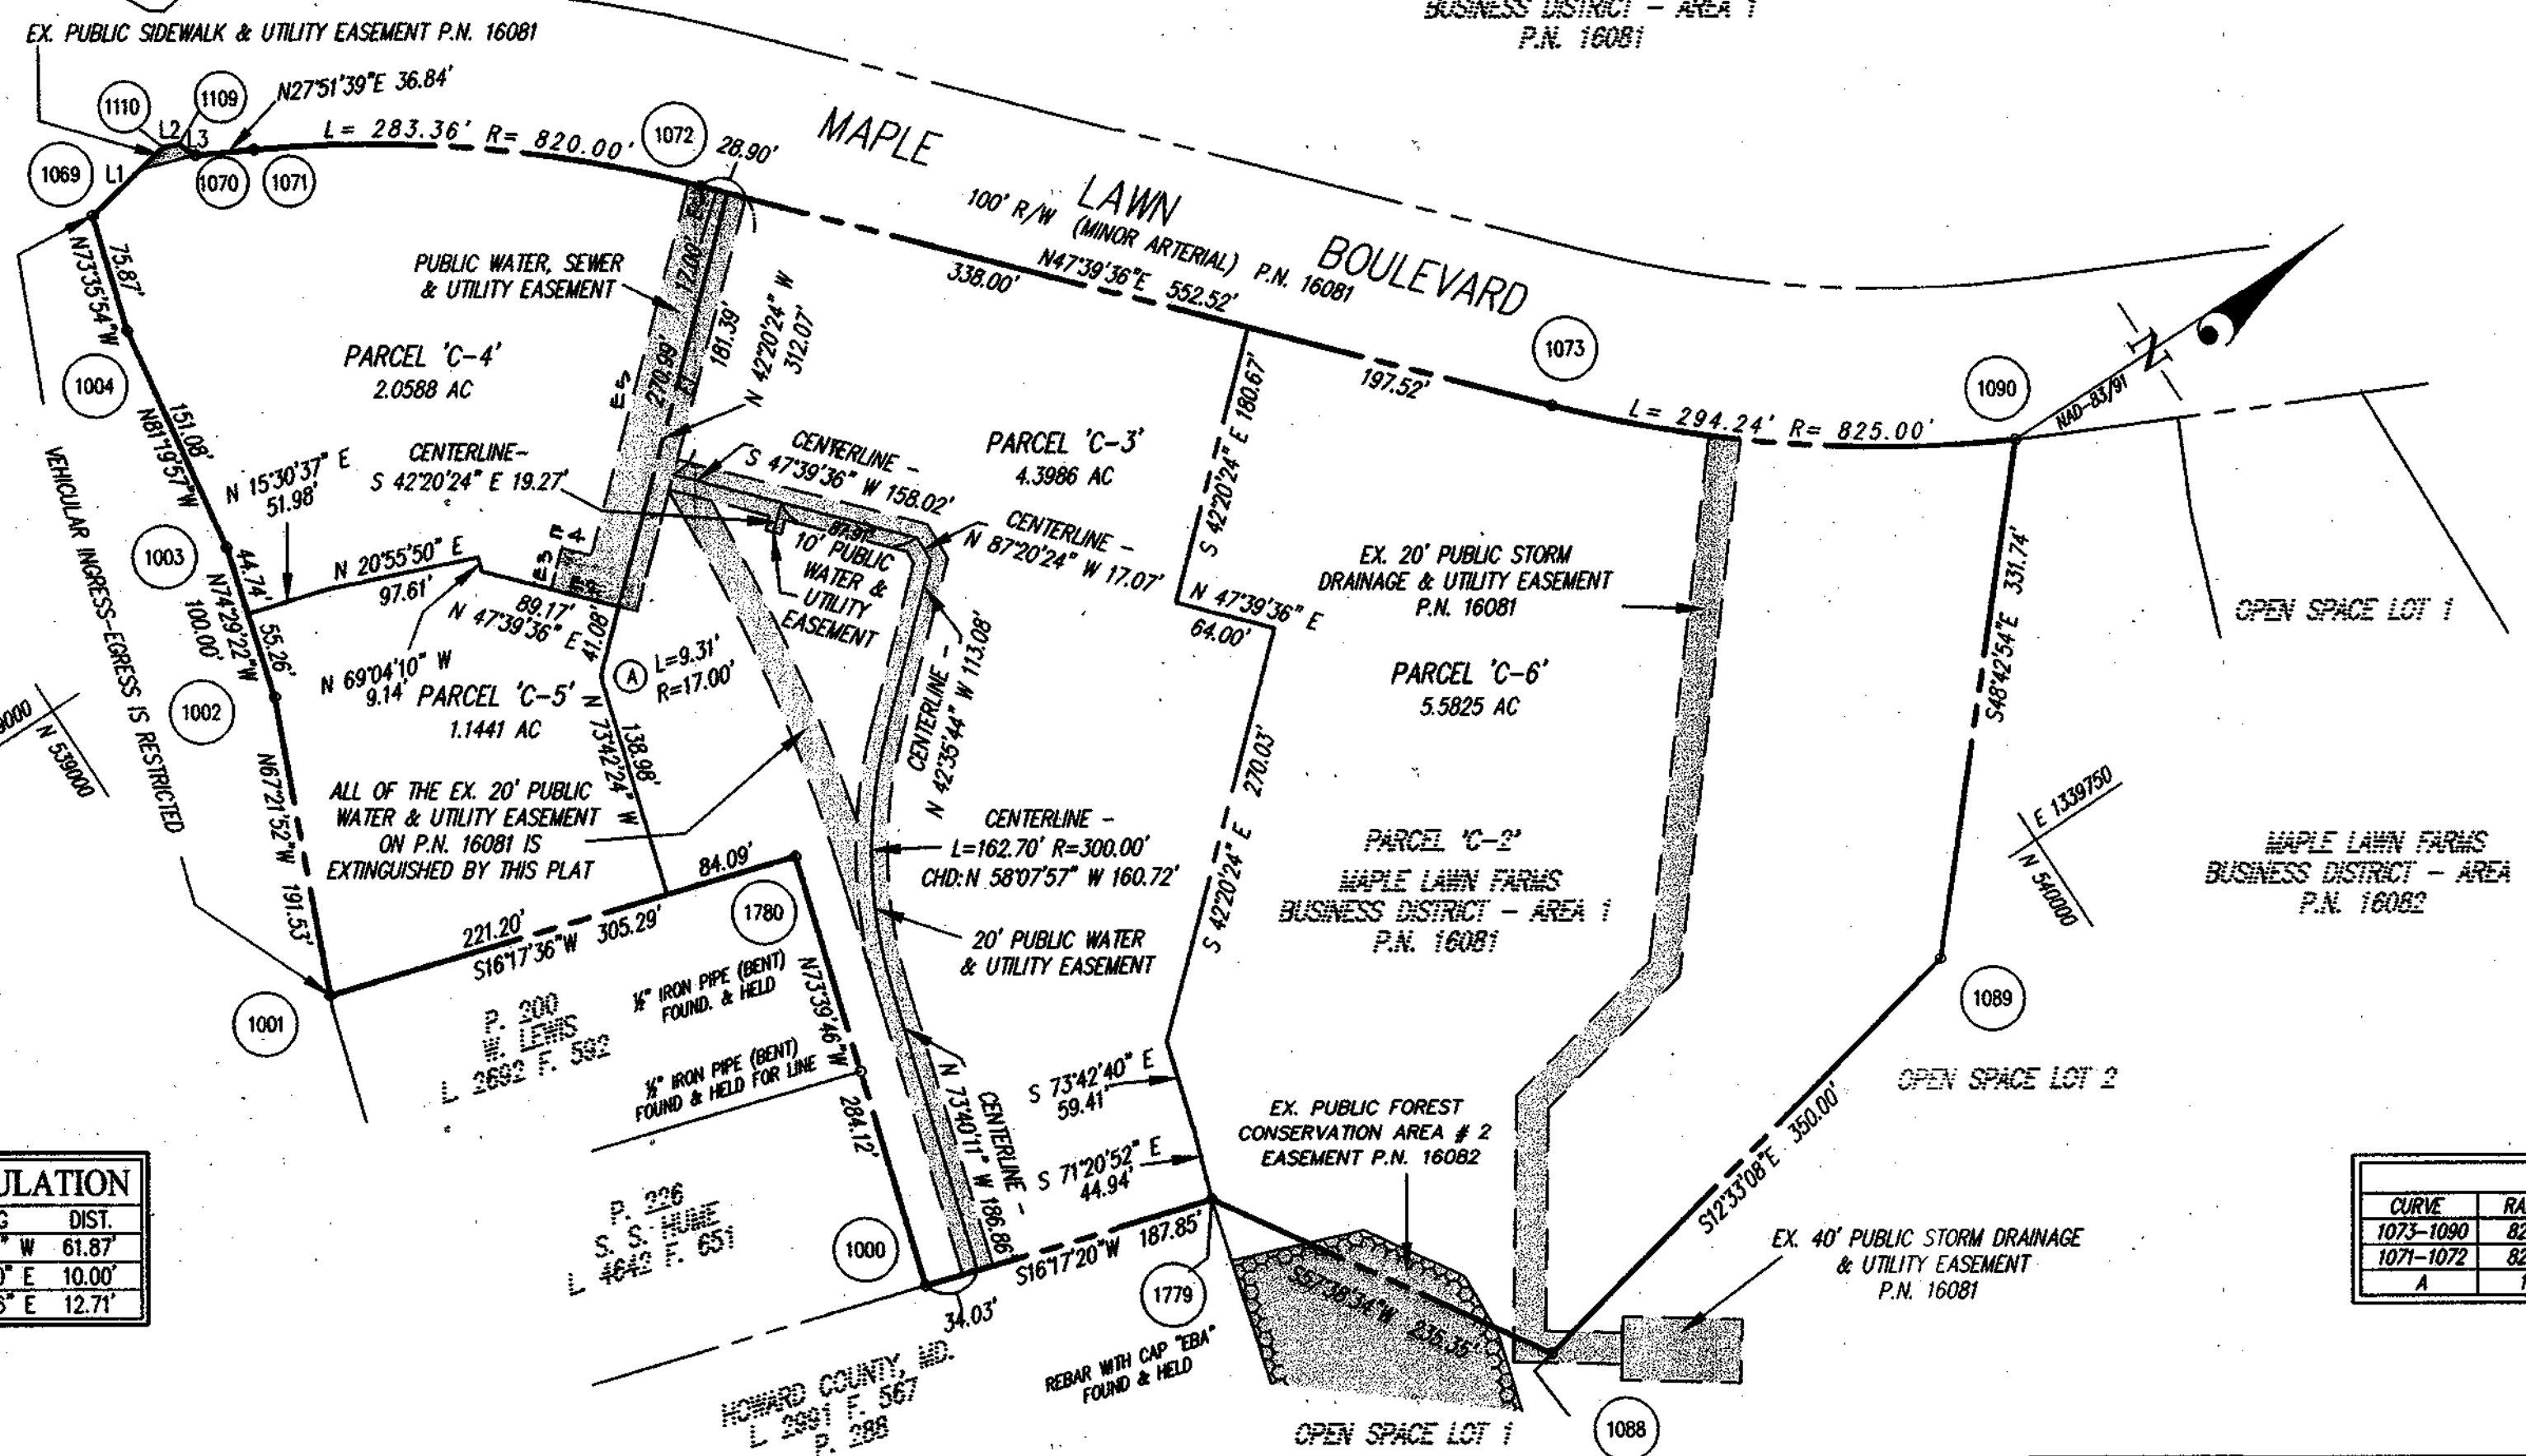 BUSINESS DISTRICT - AREA 1
P.N. 16081
EX. PUBLIC SIDEWALK & UTILITY EASEMENT P.N. 16081
1110
1109
N27°51'39"E 36.84'
L2
L3
1069
L1
1070
1071
L= 283.36' R= 820.00'
1072
28.90'
MAPLE
LAWN
BOULEVARD
100' R/W (MINOR ARTERIAL) P.N. 16081
N47°39'36"E 552.52'
338.00'
197.52'
1073
L= 294.24' R= 825.00'
1090
NAD-83/91
N
75.87'
N73°35'54"W
1004
151.08'
N81°19'57"W
1003
44.74'
N74°29'22"W
100.00'
55.26'
1002
N67°21'52"W 191.53'
1001
VEHICULAR INGRESS-EGRESS IS RESTRICTED
PUBLIC WATER, SEWER
& UTILITY EASEMENT
17.09'
181.39'
270.99'
E1
E5
N 42°20'24" W
312.07'
PARCEL 'C-4'
2.0588 AC
N 15°30'37" E
51.98'
CENTERLINE-
S 42°20'24" E 19.27'
CENTERLINE -
S 47°39'36" W 158.02'
PARCEL 'C-3'
4.3986 AC
S 42°20'24" E 180.67'
CENTERLINE -
N 87°20'24" W 17.07'
87.91'
10' PUBLIC
WATER &
UTILITY
EASEMENT
N 20°55'50" E
97.61'
E3
E4
89.17'
N 47°39'36" E
41.08'
N 69°04'10" W
9.14'
PARCEL 'C-5'
1.1441 AC
A
L=9.31'
R=17.00'
138.98'
N 73°42'24" W
CENTERLINE -
N 42°35'44" W 113.08'
N 47°39'36" E
64.00'
EX. 20' PUBLIC STORM
DRAINAGE & UTILITY EASEMENT
P.N. 16081
PARCEL 'C-6'
5.5825 AC
S48°42'54"E 331.74'
OPEN SPACE LOT 1
N 539000
ALL OF THE EX. 20' PUBLIC
WATER & UTILITY EASEMENT
ON P.N. 16081 IS
EXTINGUISHED BY THIS PLAT
CENTERLINE -
L=162.70' R=300.00'
CHD:N 58°07'57" W 160.72'
S 42°20'24" E 270.03'
PARCEL 'C-2'
MAPLE LAWN FARMS
BUSINESS DISTRICT - AREA 1
P.N. 16081
E 1339750
N 540000
MAPLE LAWN FARMS
BUSINESS DISTRICT - AREA
P.N. 16082
84.09'
221.20'
S16°17'36"W 305.29'
1780
20' PUBLIC WATER
& UTILITY EASEMENT
P. 200
W. LEWIS
L 2692 F. 592
IRON PIPE (BENT)
FOUND. & HELD
IRON PIPE (BENT)
FOUND & HELD FOR LINE
N73°39'46"W
284.12'
CENTERLINE -
N 73°40'11" W 186.86'
S 73°42'40" E
59.41'
S 71°20'52" E
44.94'
EX. PUBLIC FOREST
CONSERVATION AREA # 2
EASEMENT P.N. 16082
1089
OPEN SPACE LOT 2
S12°33'08"E 350.00'
EX. 40' PUBLIC STORM DRAINAGE
& UTILITY EASEMENT
P.N. 16081
P. 226
S. S. HUME
L 4642 F. 651
1000
34.03'
S16°17'20"W 187.85'
1779
REBAR WITH CAP "EBA"
FOUND & HELD
S57°38'34"W 235.35'
1088
OPEN SPACE LOT 1
HOWARD COUNTY, MD.
L 2991 F. 567
P. 288
ULATION
DIST.
" W 61.87'
" E 10.00'
" E 12.71'
CURVE RA
1073-1090 82
1071-1072 82
A 1